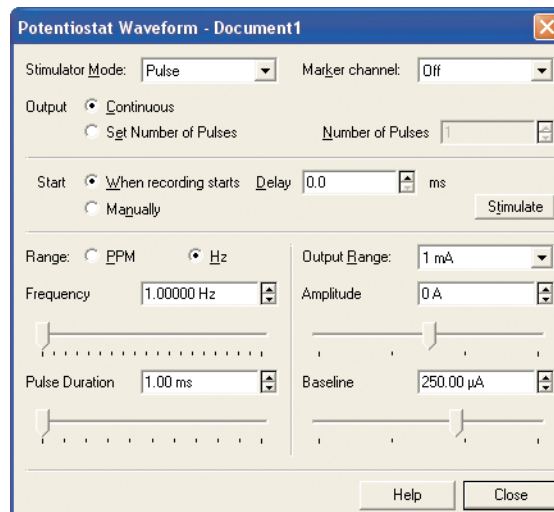 Potentiostat Waveform - Document1
Stimulator Mode: Pulse Marker channel: Off
Output Continuous
Set Number of Pulses Number of Pulses 1
Start When recording starts Delay 0.0 ms
Manually Stimulate
Range: PPM Hz Output Range: 1 mA
Frequency 1.00000 Hz Amplitude 0 A
Pulse Duration 1.00 ms Baseline 250.00 µA
Help Close